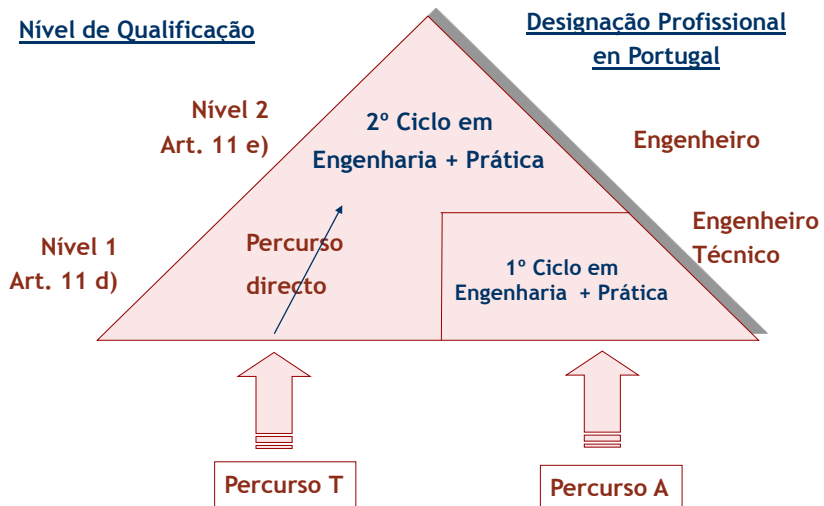 Nível de Qualificação
Designação Profissional
en Portugal
Nível 2
Art. 11 e)
2º Ciclo em
Engenharia + Prática
Engenheiro
Nível 1
Art. 11 d)
Percurso
directo
1º Ciclo em
Engenharia + Prática
Engenheiro
Técnico
Percurso T
Percurso A